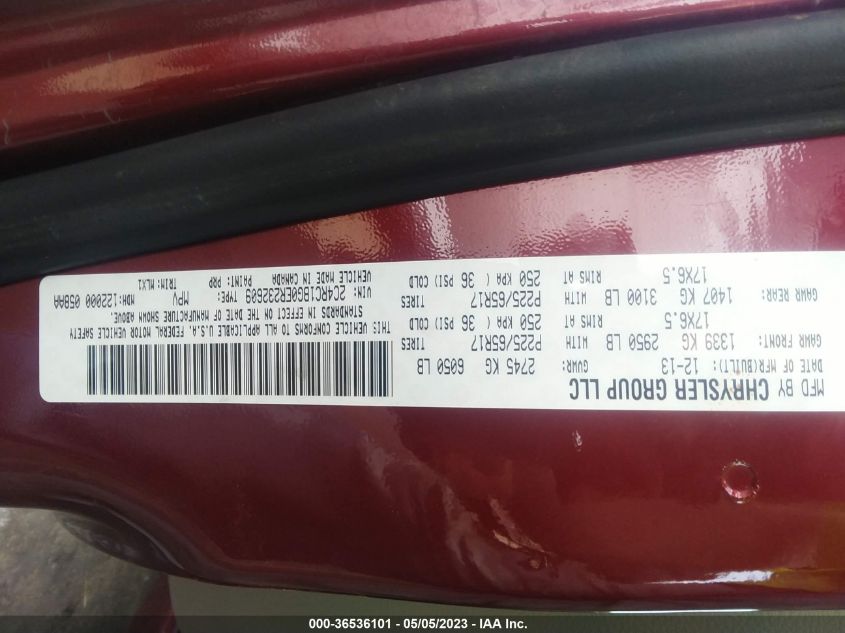 MFD BY CHRYSLER GROUP LLC
DATE OF MFR(BUILT): 12-13 GVWR: 2745 KG 6050 LB
GAWR FRONT: 1339 KG 2950 LB WITH P225/65R17 TIRES
17X6.5 RIMS AT 250 KPA ( 36 PSI) COLD
GAWR REAR: 1407 KG 3100 LB WITH P225/65R17 TIRES
17X6.5 RIMS AT 250 KPA ( 36 PSI) COLD
THIS VEHICLE CONFORMS TO ALL APPLICABLE U.S.A. FEDERAL MOTOR VEHICLE SAFETY
STANDARDS IN EFFECT ON THE DATE OF MANUFACTURE SHOWN ABOVE.
VIN: 2C4RC1BG0ER232609 TYPE: MPV MDH: 122000 05BAA
VEHICLE MADE IN CANADA PAINT: PRP TRIM: MLX1
000-36536101 / 05/05/2023 - IAA Inc.